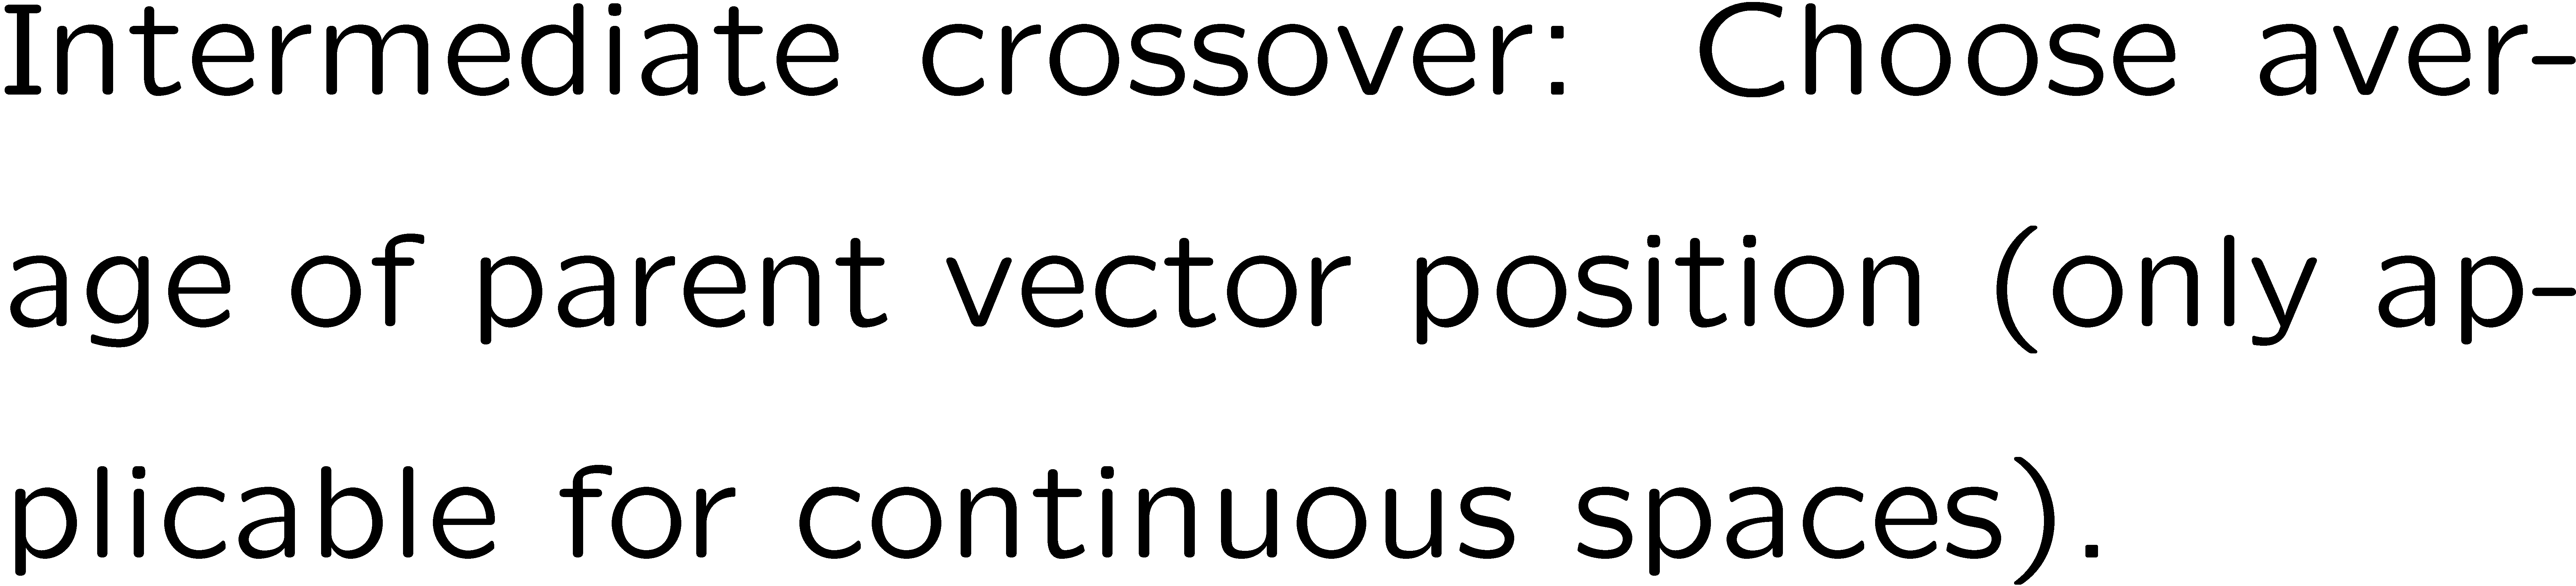 Intermediate crossover: Choose aver-
age of parent vector position (only ap-
plicable for continuous spaces).